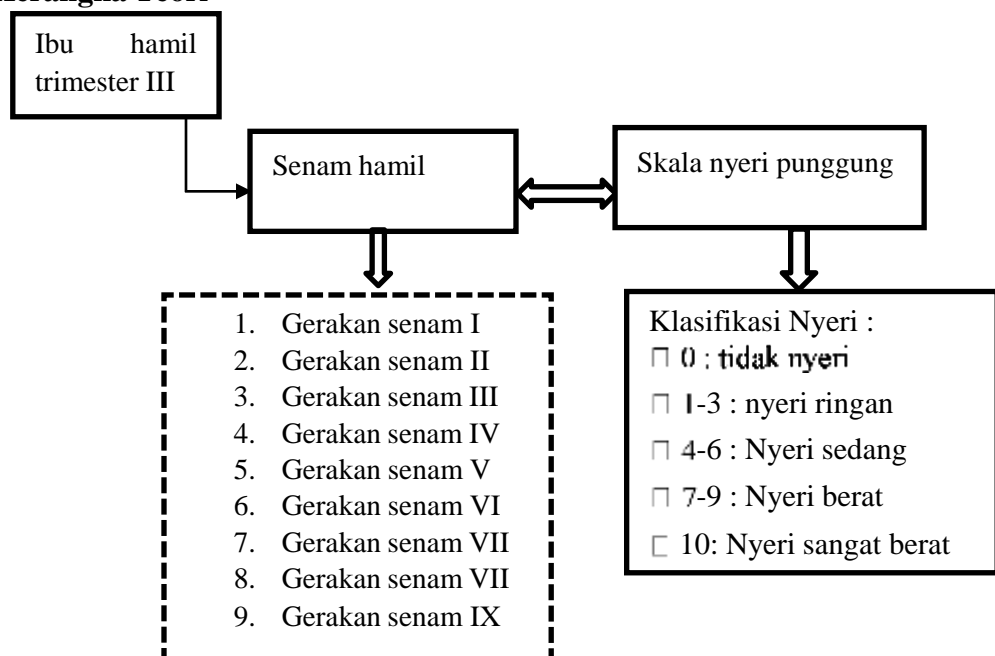 Kerangka Teori
Ibu hamil
trimester III
Senam hamil
Skala nyeri punggung
1. Gerakan senam I
2. Gerakan senam II
3. Gerakan senam III
4. Gerakan senam IV
5. Gerakan senam V
6. Gerakan senam VI
7. Gerakan senam VII
8. Gerakan senam VII
9. Gerakan senam IX
Klasifikasi Nyeri :
□ 0 : tidak nyeri
□ 1-3 : nyeri ringan
□ 4-6 : Nyeri sedang
□ 7-9 : Nyeri berat
□ 10: Nyeri sangat berat